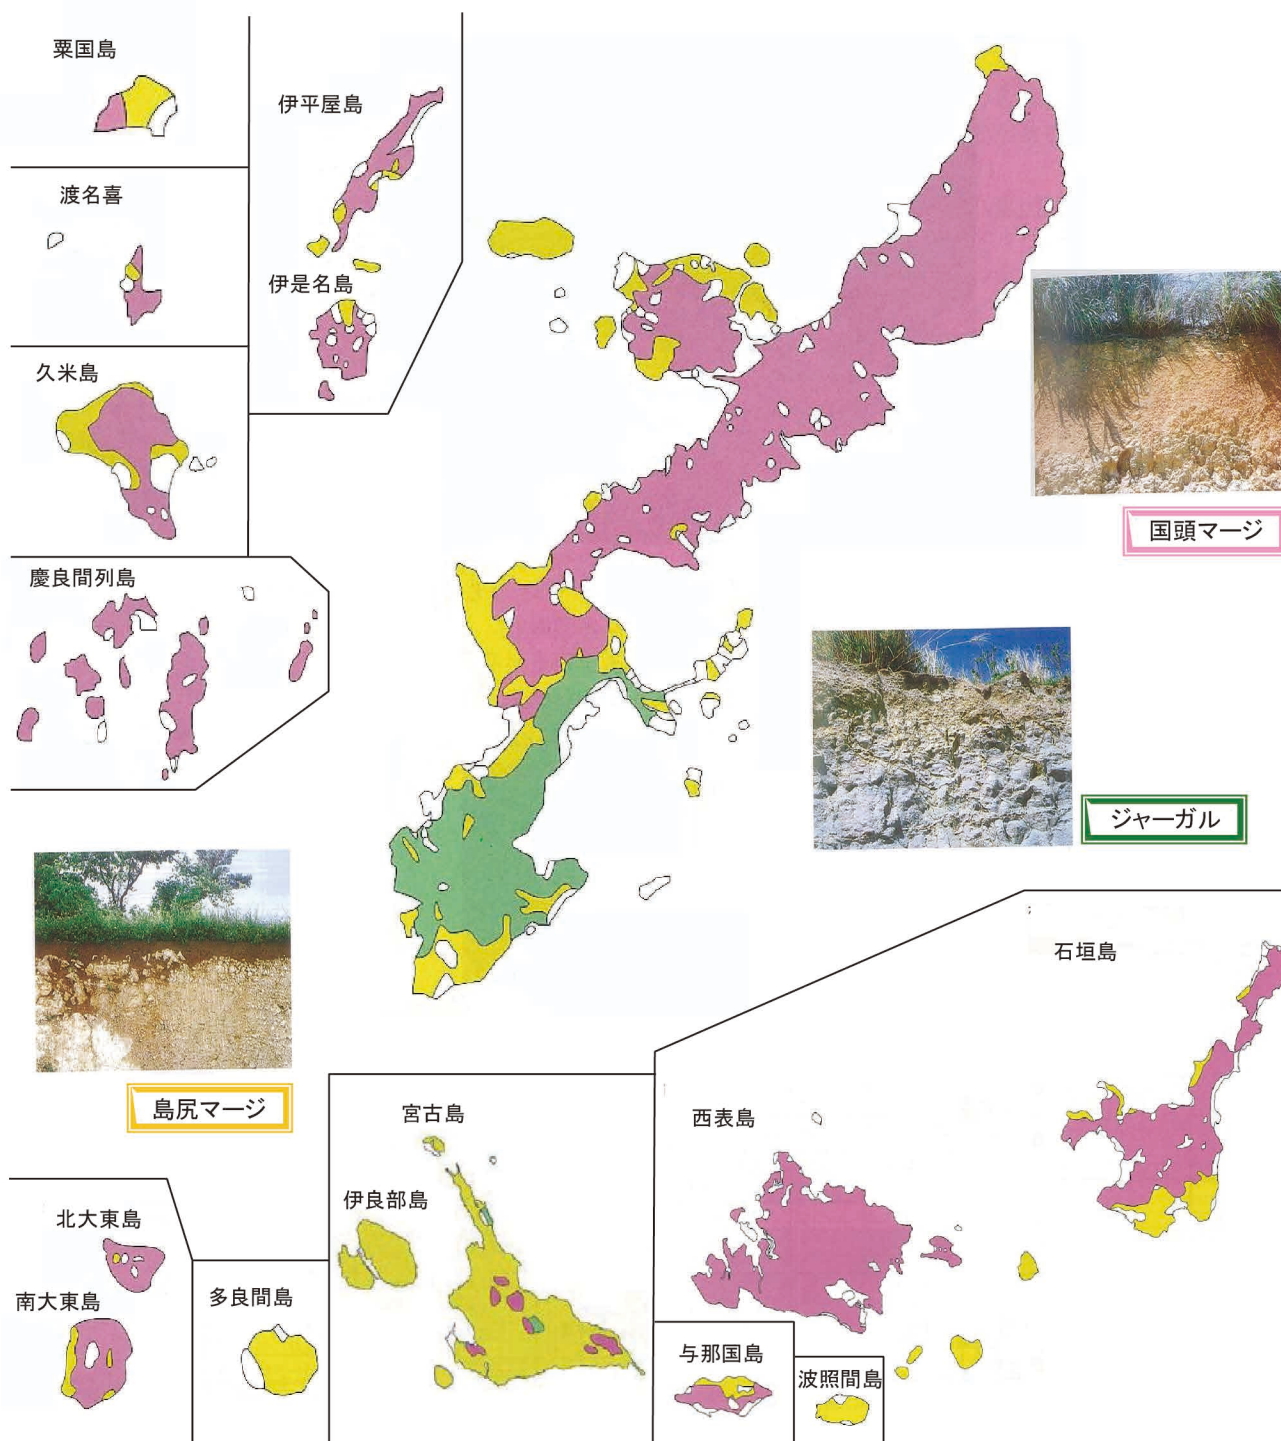 粟国島
伊平屋島
渡名喜
伊是名島
久米島
国頭マージ
慶良間列島
ジャーガル
石垣島
島尻マージ
宮古島
西表島
伊良部島
北大東島
南大東島
多良間島
与那国島
波照間島